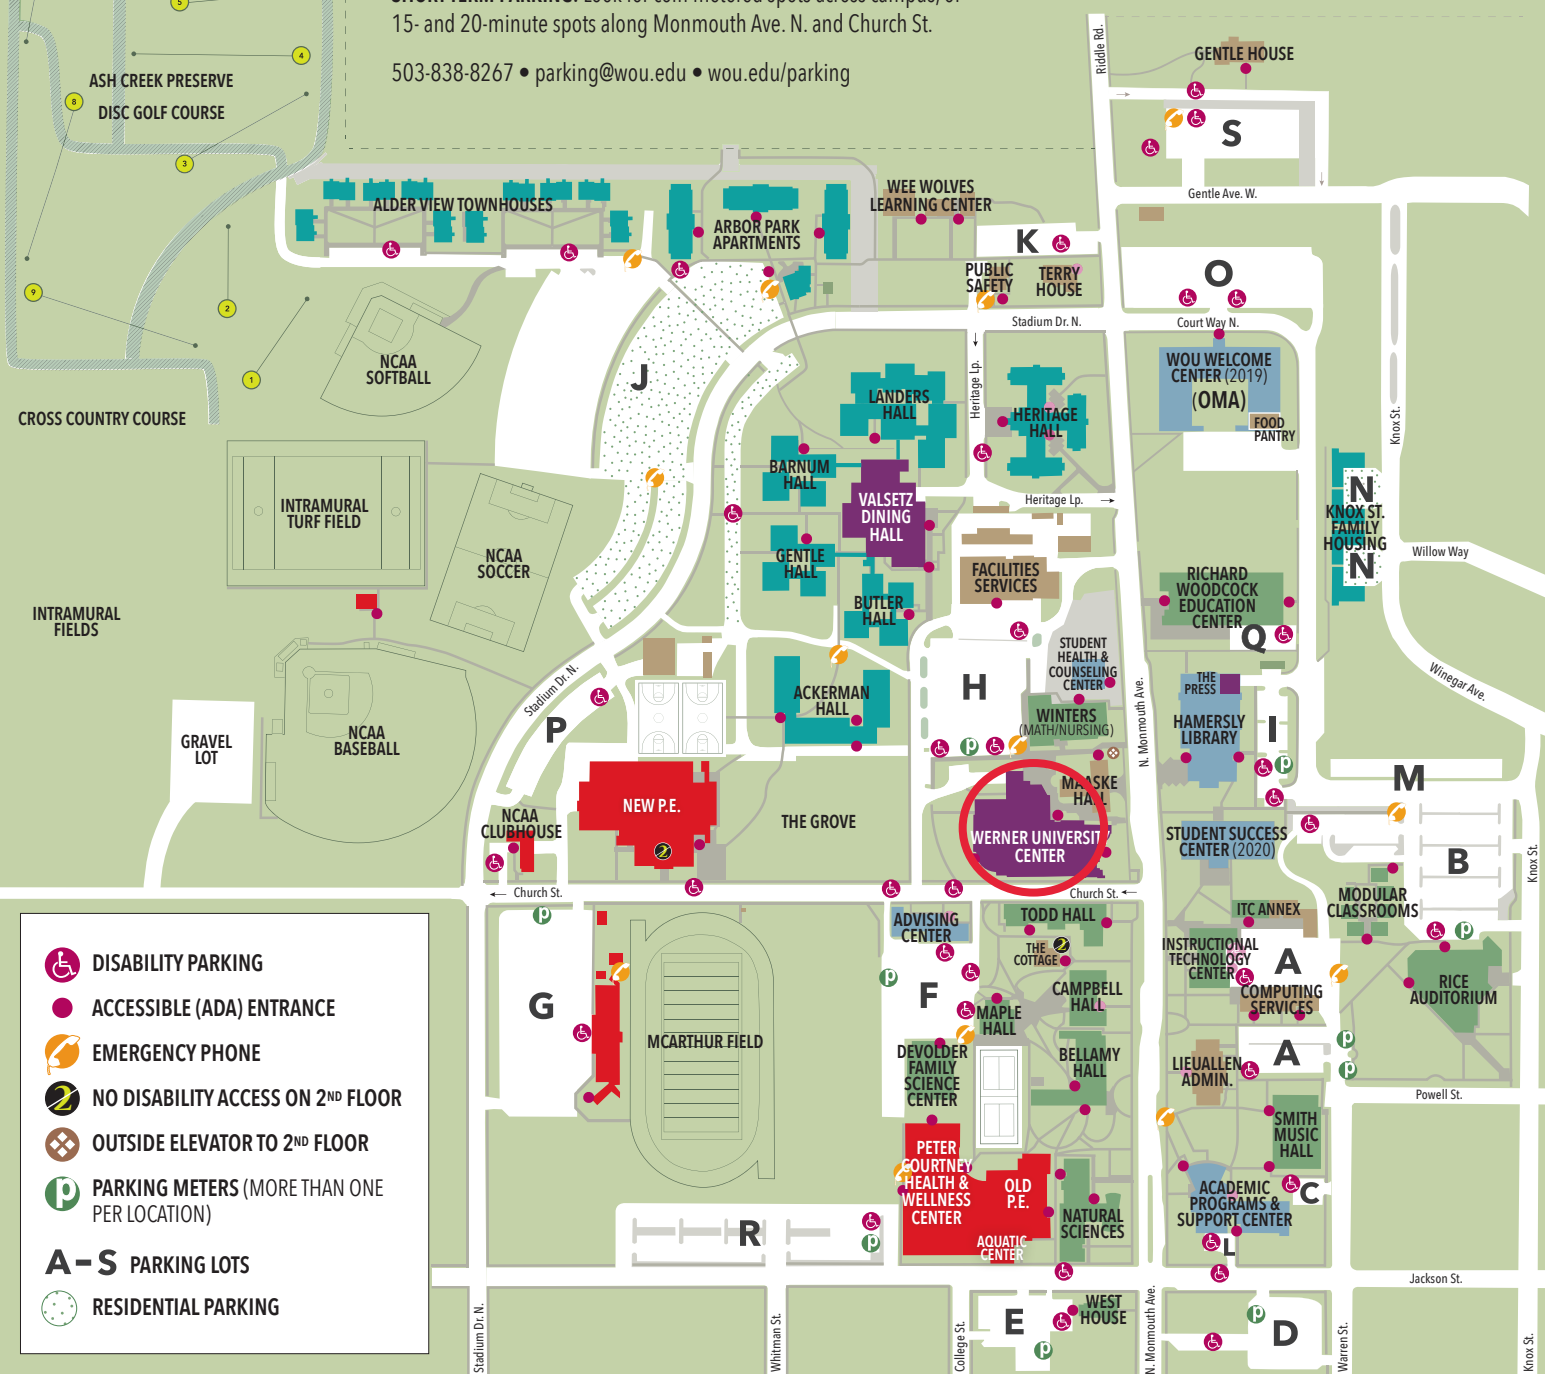 15- and 20-minute spots along Monmouth Ave. N. and Church St.
503-838-8267 • parking@wou.edu • wou.edu/parking
5
4
ASH CREEK PRESERVE
DISC GOLF COURSE
8
3
9
2
1
CROSS COUNTRY COURSE
ALDER VIEW TOWNHOUSES
ARBOR PARK
APARTMENTS
WEE WOLVES
LEARNING CENTER
Riddle Rd.
GENTLE HOUSE
S
Gentle Ave. W.
K
PUBLIC
SAFETY
TERRY
HOUSE
O
Stadium Dr. N.
Court Way N.
NCAA
SOFTBALL
J
Heritage Lp.
LANDERS
HALL
HERITAGE
HALL
WOU WELCOME
CENTER (2019)
(OMA)
FOOD
PANTRY
Knox St.
BARNUM
HALL
VALSETZ
DINING
HALL
Heritage Lp.
N
KNOX ST.
FAMILY
HOUSING
N
Willow Way
INTRAMURAL
TURF FIELD
NCAA
SOCCER
GENTLE
HALL
FACILITIES
SERVICES
RICHARD
WOODCOCK
EDUCATION
CENTER
Q
BUTLER
HALL
INTRAMURAL
FIELDS
STUDENT
HEALTH &
COUNSELING
CENTER
Winegar Ave.
Stadium Dr. N.
P
ACKERMAN
HALL
H
WINTERS
(MATH/NURSING)
N. Monmouth Ave.
THE
PRESS
HAMERSLY
LIBRARY
I
GRAVEL
LOT
NCAA
BASEBALL
M
NEW P.E.
2
NCAA
CLUBHOUSE
THE GROVE
MAASKE
HALL
WERNER UNIVERSITY
CENTER
STUDENT SUCCESS
CENTER (2020)
B
Knox St.
Church St.
Church St.
MODULAR
CLASSROOMS
ADVISING
CENTER
TODD HALL
THE
COTTAGE
2
ITC ANNEX
INSTRUCTIONAL
TECHNOLOGY
CENTER
A
COMPUTING
SERVICES
RICE
AUDITORIUM
G
MCARTHUR FIELD
F
MAPLE
HALL
CAMPBELL
HALL
DEVOLDER
FAMILY
SCIENCE
CENTER
BELLAMY
HALL
LIEUALLEN
ADMIN.
A
Powell St.
SMITH
MUSIC
HALL
PETER
COURTNEY
HEALTH &
WELLNESS
CENTER
OLD
P.E.
AQUATIC
CENTER
NATURAL
SCIENCES
ACADEMIC
PROGRAMS &
SUPPORT CENTER
C
L
R
Jackson St.
E
WEST
HOUSE
D
Stadium Dr. N.
Whitman St.
College St.
N. Monmouth Ave.
Warren St.
Knox St.
DISABILITY PARKING
ACCESSIBLE (ADA) ENTRANCE
EMERGENCY PHONE
2 NO DISABILITY ACCESS ON 2ND FLOOR
OUTSIDE ELEVATOR TO 2ND FLOOR
P PARKING METERS (MORE THAN ONE
PER LOCATION)
A–S PARKING LOTS
RESIDENTIAL PARKING